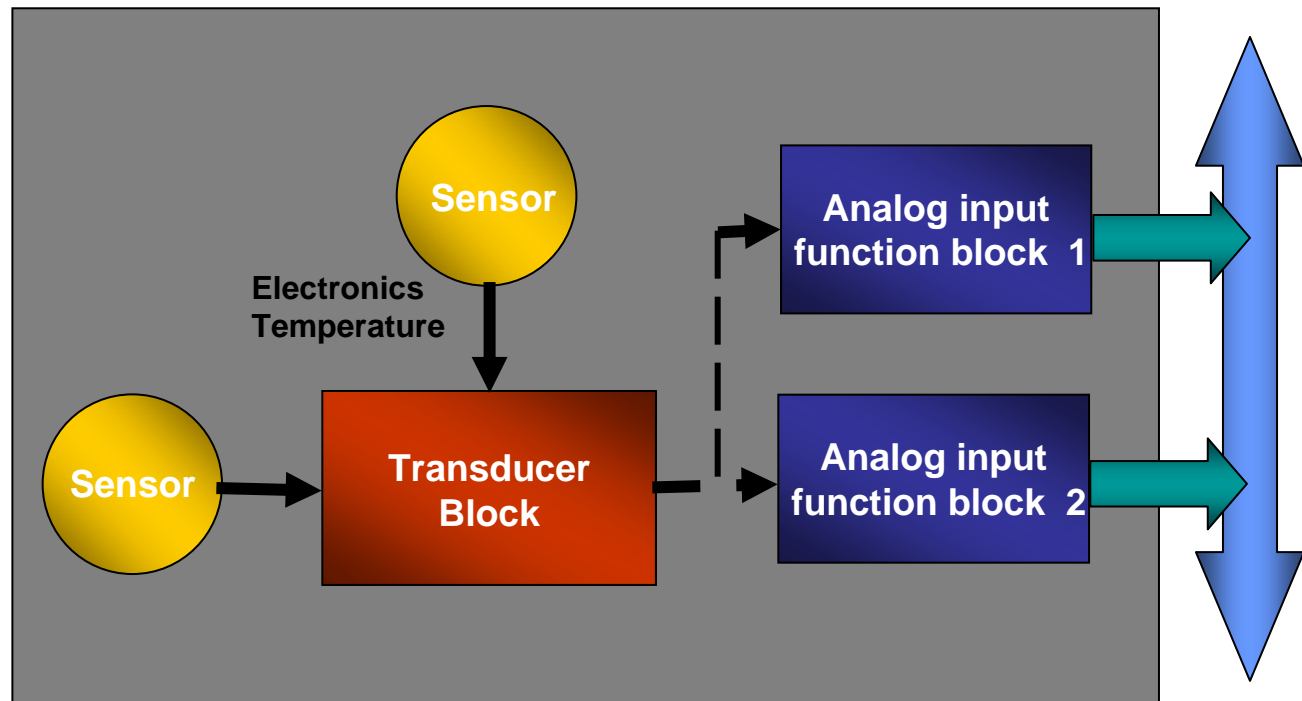 Sensor
Analog input
function block 1
Electronics
Temperature
Sensor
Transducer
Block
Analog input
function block 2